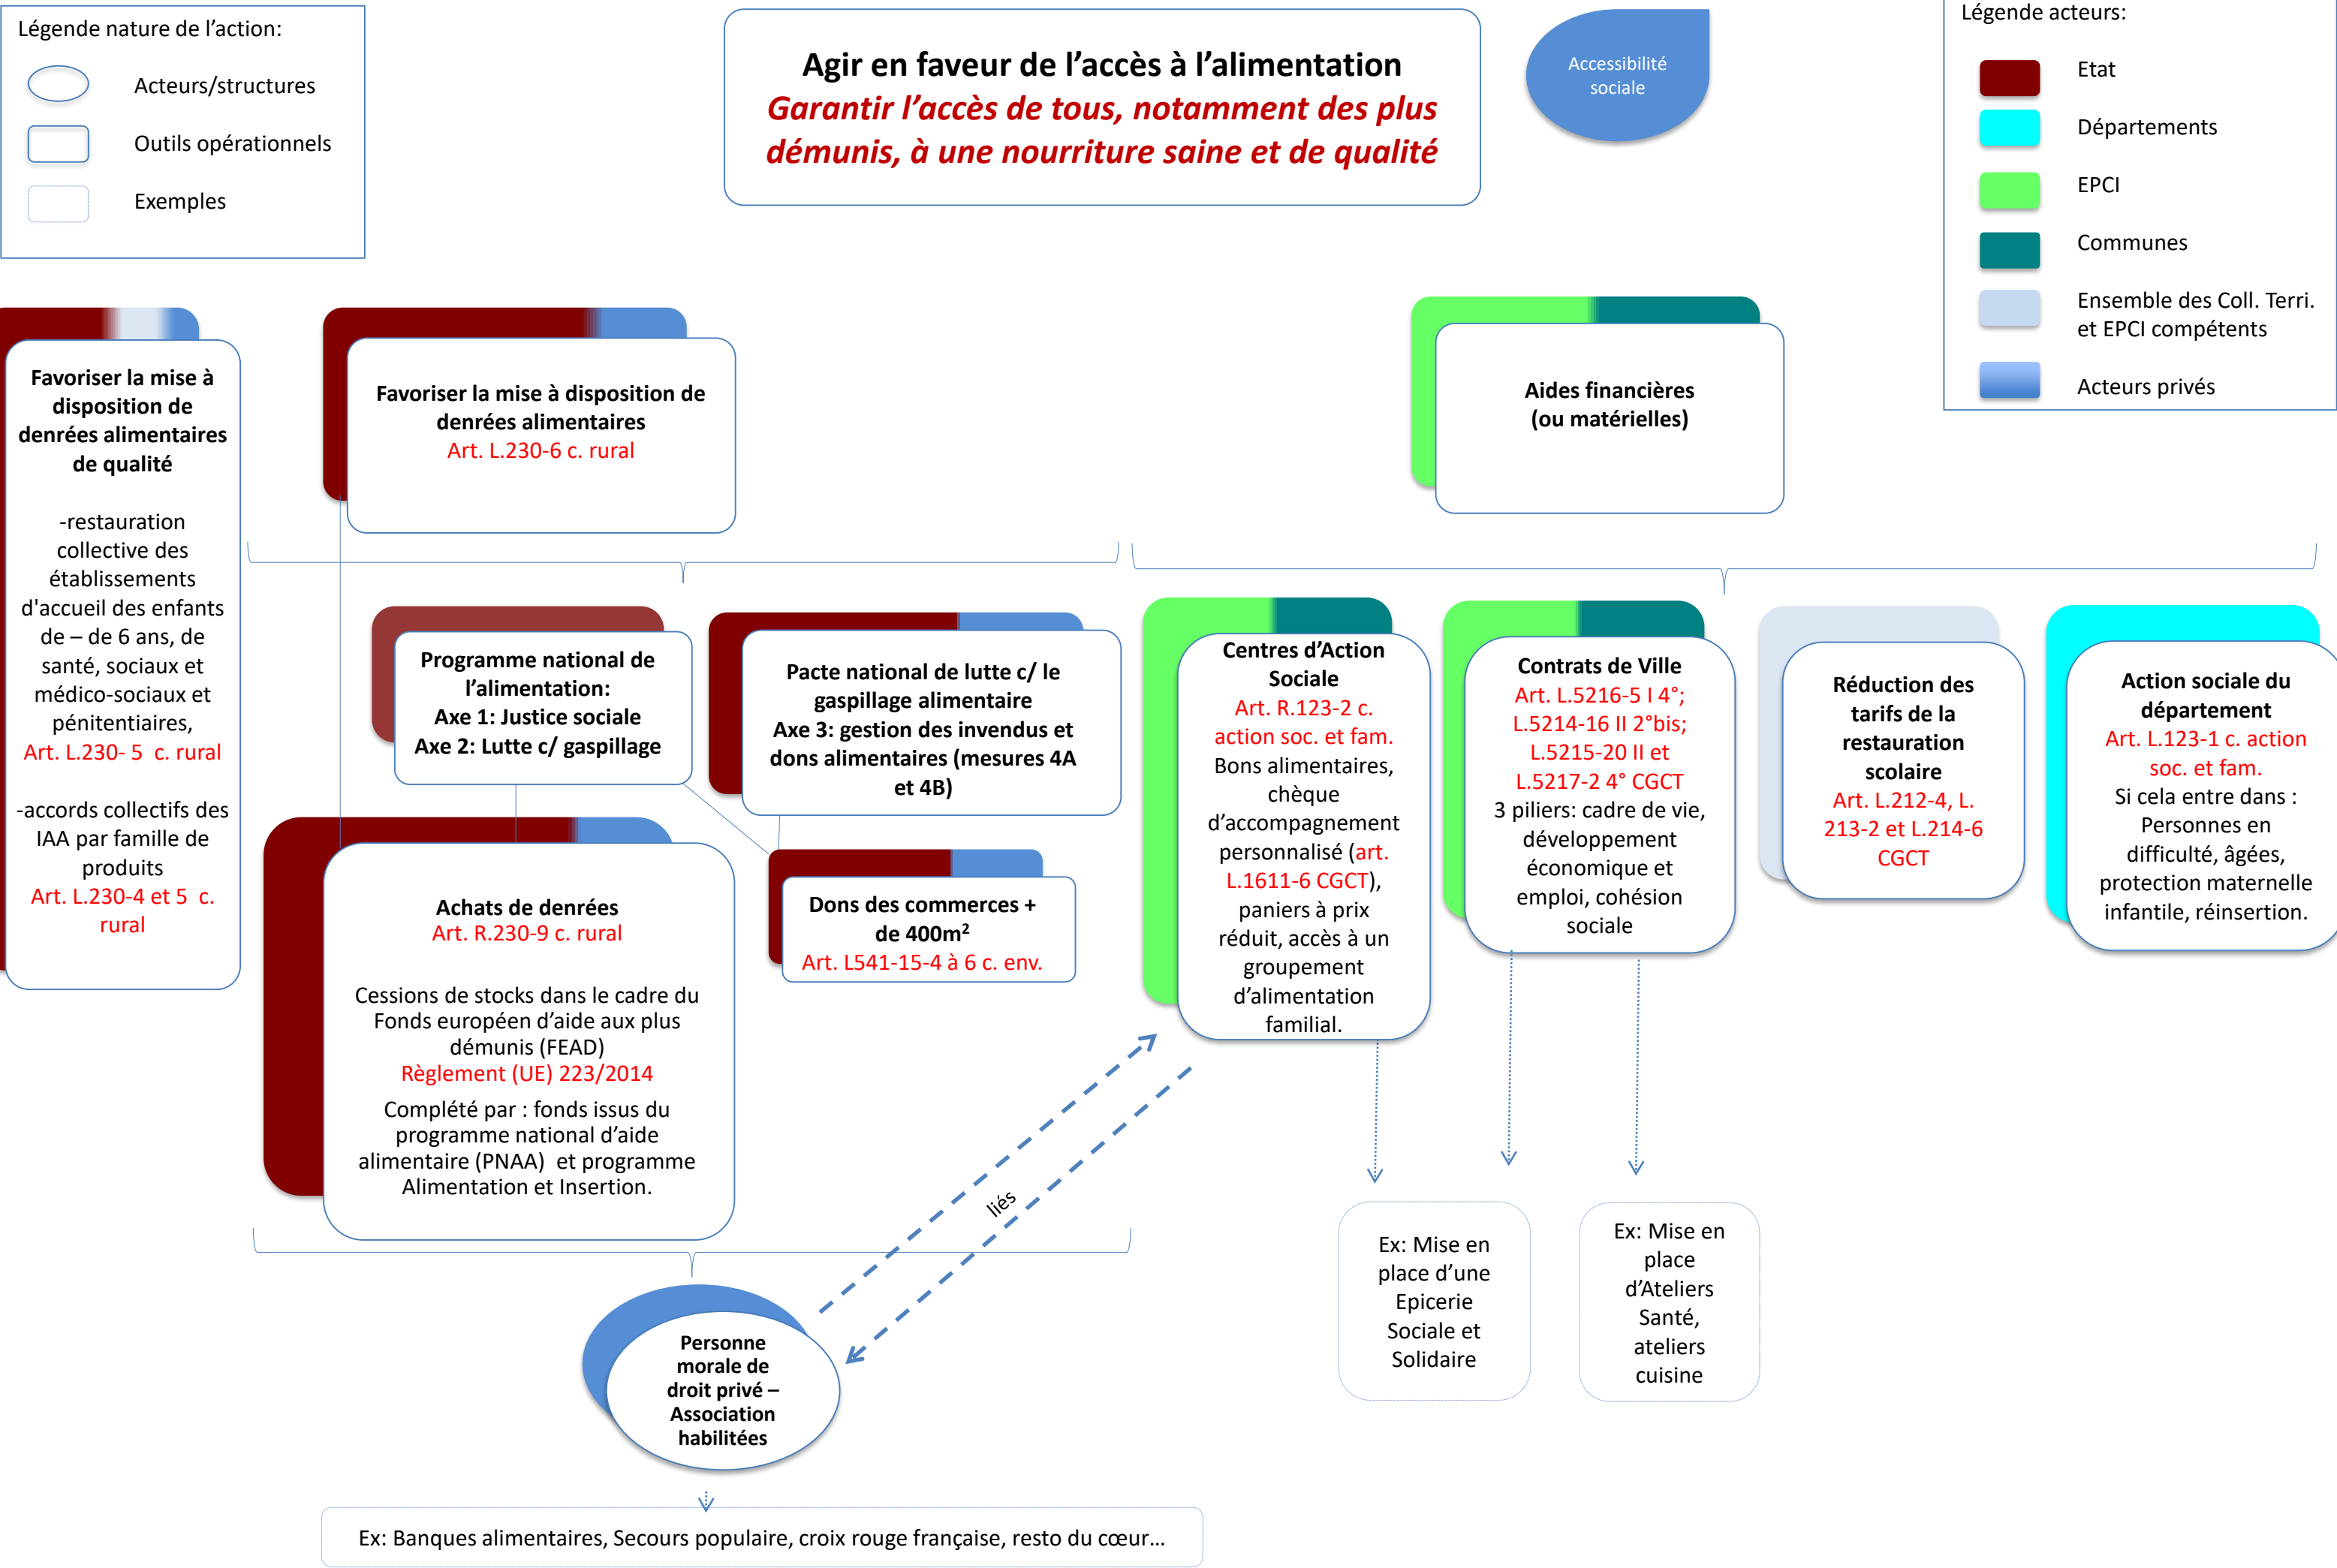 Légende nature de l'action:
Acteurs/structures
Outils opérationnels
Exemples
Agir en faveur de l'accès à l'alimentation
Garantir l'accès de tous, notamment des plus
démunis, à une nourriture saine et de qualité
Accessibilité
sociale
Légende acteurs:
Etat
Départements
EPCI
Communes
Ensemble des Coll. Terri.
et EPCI compétents
Acteurs privés
Favoriser la mise à
disposition de
denrées alimentaires
de qualité
-restauration
collective des
établissements
d'accueil des enfants
de – de 6 ans, de
santé, sociaux et
médico-sociaux et
pénitentiaires,
Art. L.230- 5 c. rural
-accords collectifs des
IAA par famille de
produits
Art. L.230-4 et 5 c.
rural
Favoriser la mise à disposition de
denrées alimentaires
Art. L.230-6 c. rural
Aides financières
(ou matérielles)
Programme national de
l'alimentation:
Axe 1: Justice sociale
Axe 2: Lutte c/ gaspillage
Pacte national de lutte c/ le
gaspillage alimentaire
Axe 3: gestion des invendus et
dons alimentaires (mesures 4A
et 4B)
Achats de denrées
Art. R.230-9 c. rural
Cessions de stocks dans le cadre du
Fonds européen d'aide aux plus
démunis (FEAD)
Règlement (UE) 223/2014
Complété par : fonds issus du
programme national d'aide
alimentaire (PNAA) et programme
Alimentation et Insertion.
Dons des commerces +
de 400m²
Art. L541-15-4 à 6 c. env.
Centres d'Action
Sociale
Art. R.123-2 c.
action soc. et fam.
Bons alimentaires,
chèque
d'accompagnement
personnalisé (art.
L.1611-6 CGCT),
paniers à prix
réduit, accès à un
groupement
d'alimentation
familial.
Contrats de Ville
Art. L.5216-5 I 4°;
L.5214-16 II 2°bis;
L.5215-20 II et
L.5217-2 4° CGCT
3 piliers: cadre de vie,
développement
économique et
emploi, cohésion
sociale
Réduction des
tarifs de la
restauration
scolaire
Art. L.212-4, L.
213-2 et L.214-6
CGCT
Action sociale du
département
Art. L.123-1 c. action
soc. et fam.
Si cela entre dans :
Personnes en
difficulté, âgées,
protection maternelle
infantile, réinsertion.
liés
Ex: Mise en
place d'une
Epicerie
Sociale et
Solidaire
Ex: Mise en
place
d'Ateliers
Santé,
ateliers
cuisine
Personne
morale de
droit privé –
Association
habilitées
Ex: Banques alimentaires, Secours populaire, croix rouge française, resto du cœur…